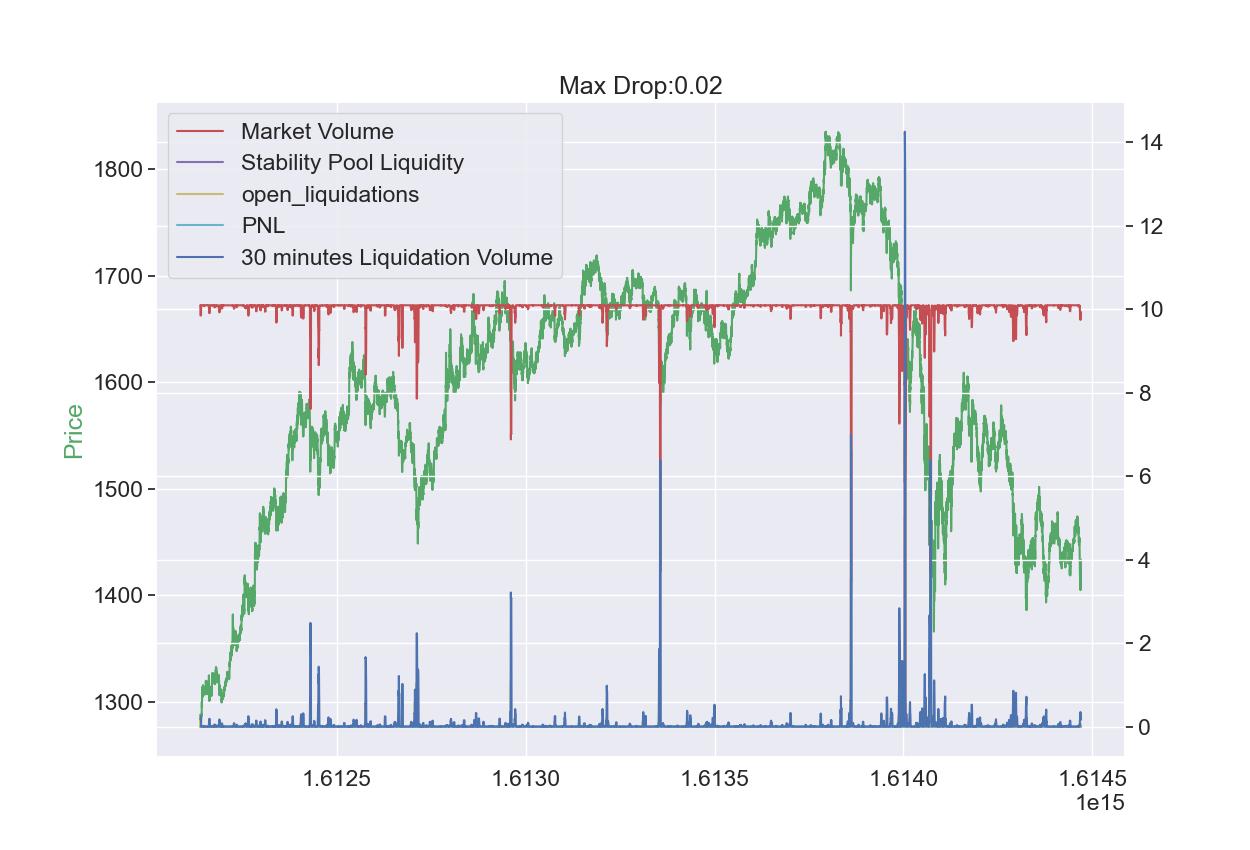 Max Drop:0.02
Market Volume
Stability Pool Liquidity
open_liquidations
PNL
30 minutes Liquidation Volume
Price
1800
1700
1600
1500
1400
1300
14
12
10
8
6
4
2
0
1.6125
1.6130
1.6135
1.6140
1.6145
1e15